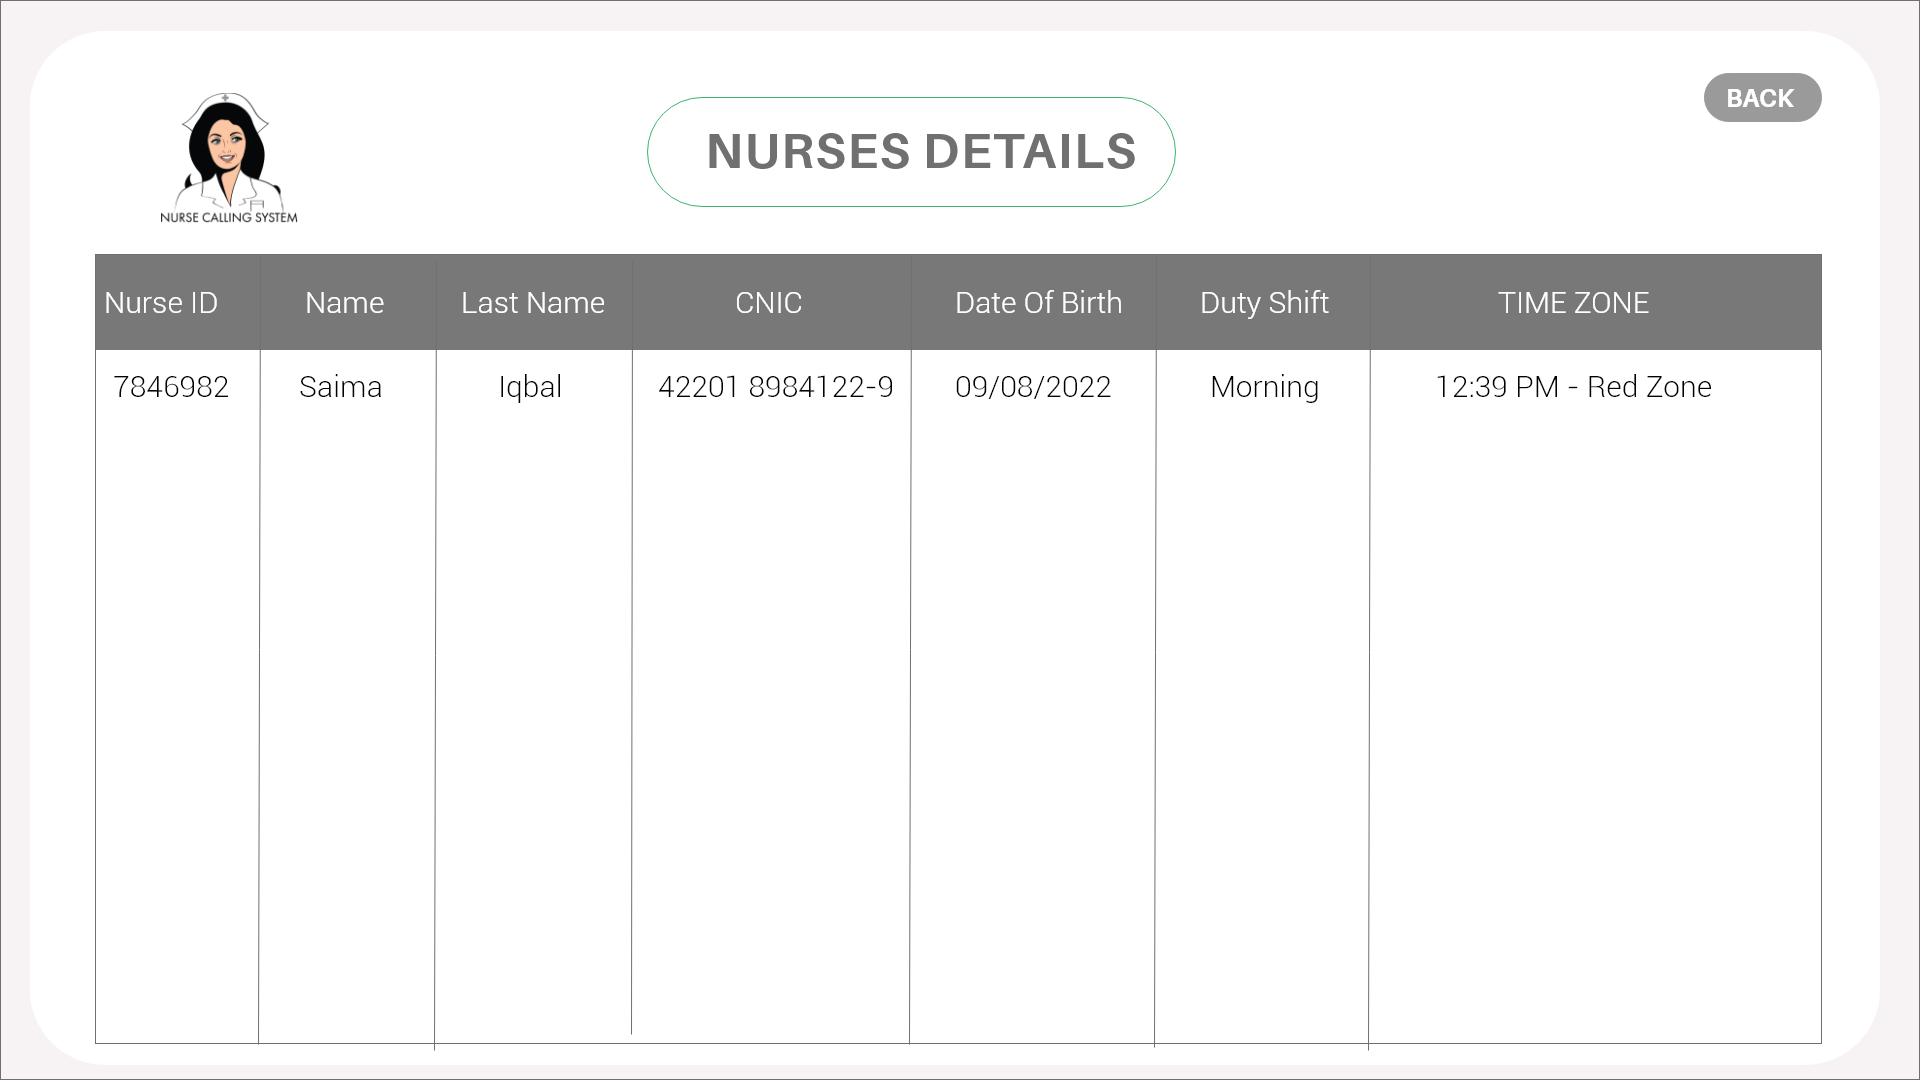 BACK
NURSES DETAILS
NURSE CALLING SYSTEM
Nurse ID Name Last Name CNIC Date Of Birth Duty Shift TIME ZONE
7846982 Saima Iqbal 42201 8984122-9 09/08/2022 Morning 12:39 PM - Red Zone